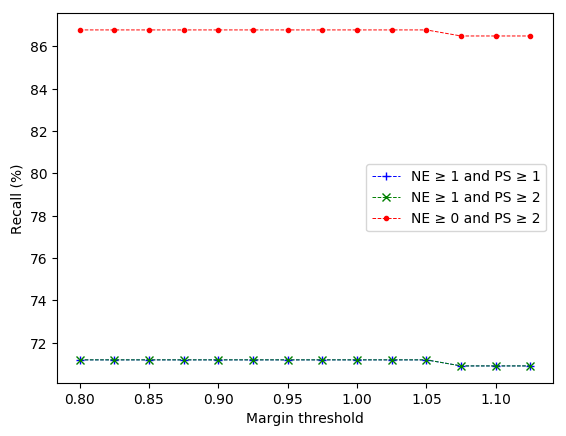 86
84
82
80
78
76
74
72
Recall (%)
NE ≥ 1 and PS ≥ 1
NE ≥ 1 and PS ≥ 2
NE ≥ 0 and PS ≥ 2
0.80 0.85 0.90 0.95 1.00 1.05 1.10
Margin threshold